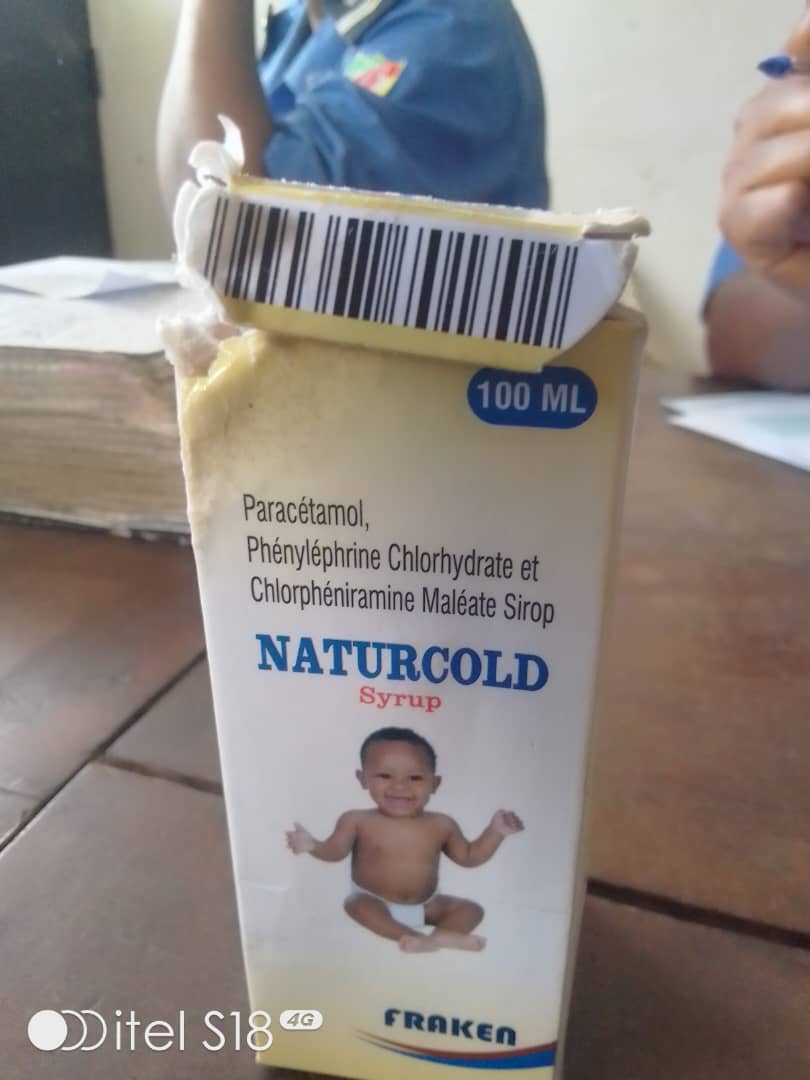 100 ML
Paracétamol,
Phényléphrine Chlorhydrate et
Chlorphéniramine Maléate Sirop
NATURCOLD
Syrup
FRAKEN
itel S18 4G